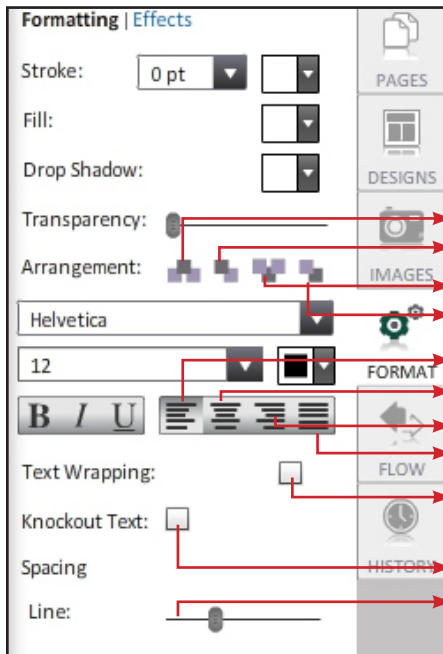 Formatting | Effects
Stroke: 0 pt
Fill:
Drop Shadow:
Transparency:
Arrangement:
Helvetica
12
B I U
Text Wrapping:
Knockout Text:
Spacing
Line:
PAGES
DESIGNS
IMAGES
FORMAT
FLOW
HISTORY